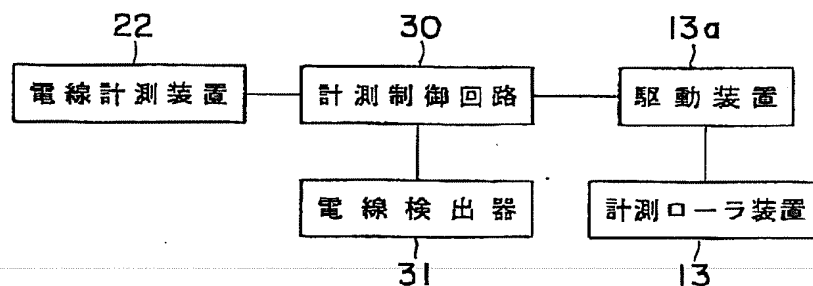 22
30
13a
電線計測装置
計測制御回路
駆動装置
電線検出器
計測ローラ装置
31
13